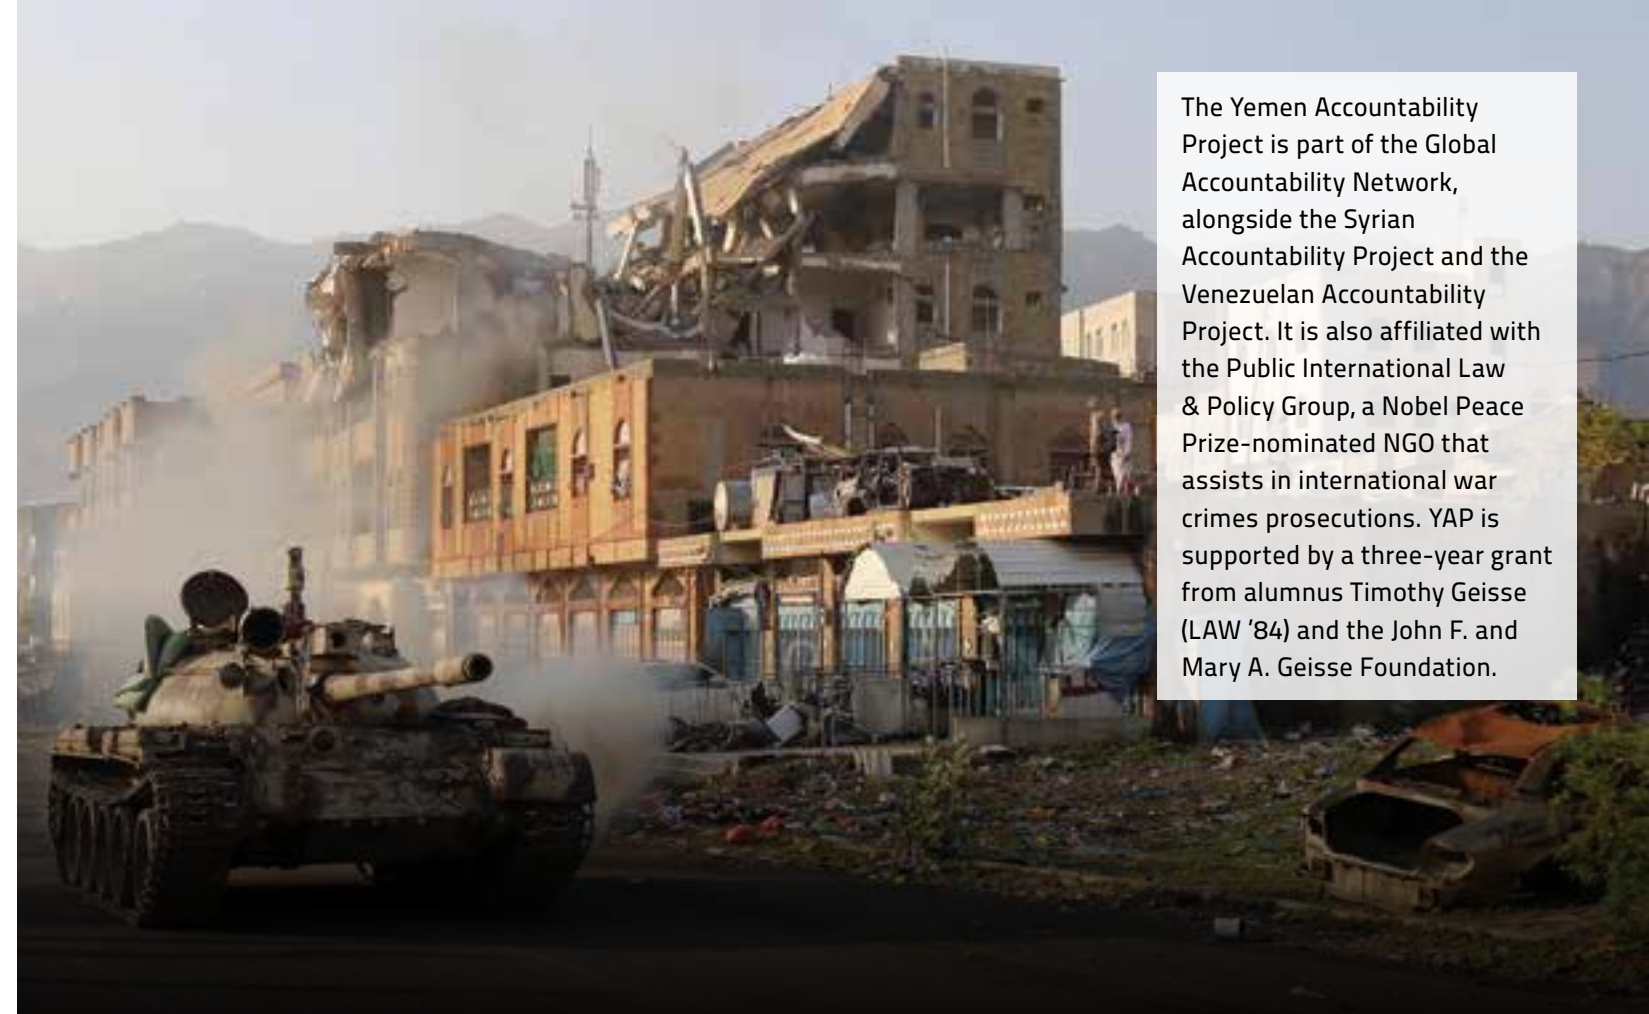 The Yemen Accountability
Project is part of the Global
Accountability Network,
alongside the Syrian
Accountability Project and the
Venezuelan Accountability
Project. It is also affiliated with
the Public International Law
& Policy Group, a Nobel Peace
Prize-nominated NGO that
assists in international war
crimes prosecutions. YAP is
supported by a three-year grant
from alumnus Timothy Geisse
(LAW ’84) and the John F. and
Mary A. Geisse Foundation.